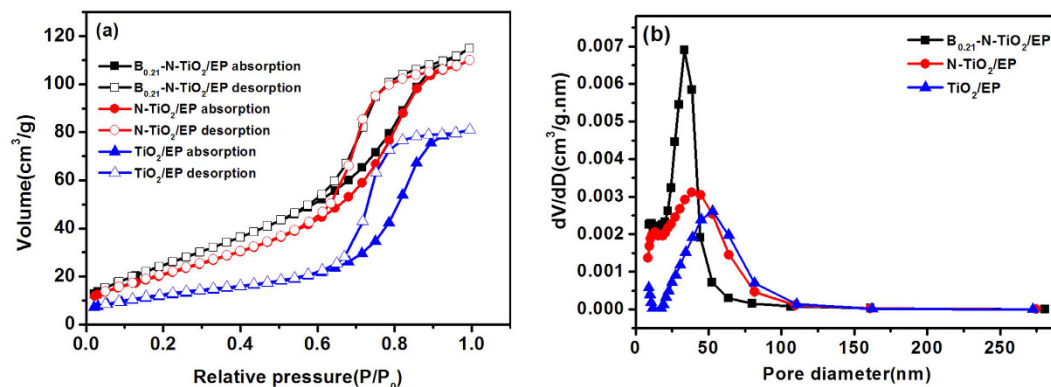 (a)
120
100
80
60
40
20
0
Volume(cm³/g)
B₀.₂₁-N-TiO₂/EP absorption
B₀.₂₁-N-TiO₂/EP desorption
N-TiO₂/EP absorption
N-TiO₂/EP desorption
TiO₂/EP absorption
TiO₂/EP desorption
0.0 0.2 0.4 0.6 0.8 1.0
Relative pressure(P/P₀)
(b)
0.007
0.006
0.005
0.004
0.003
0.002
0.001
0.000
dV/dD(cm³/g.nm)
B₀.₂₁-N-TiO₂/EP
N-TiO₂/EP
TiO₂/EP
0 50 100 150 200 250
Pore diameter(nm)